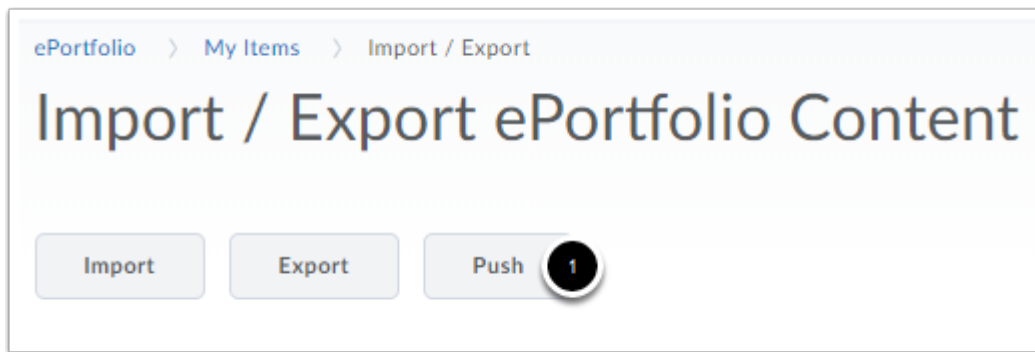 ePortfolio > My Items > Import / Export
Import / Export ePortfolio Content
Import Export Push 1